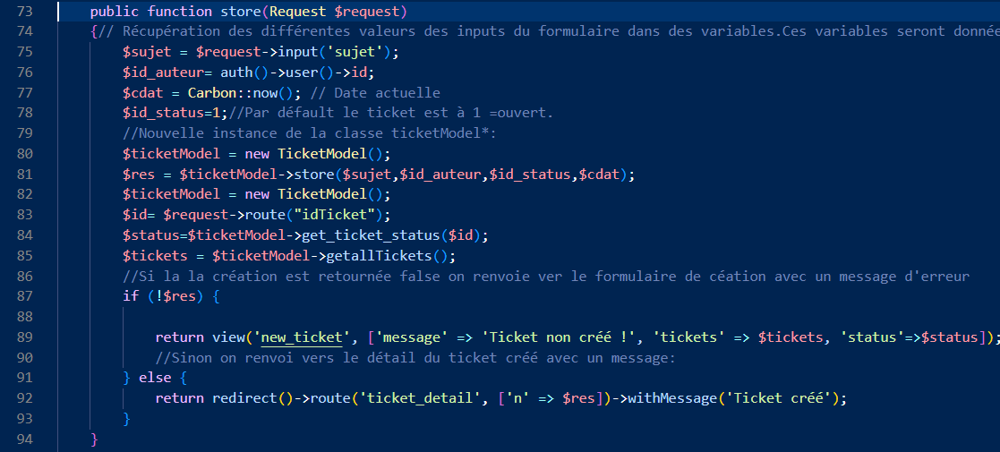 73 public function store(Request $request)
74 {// Récupération des différentes valeurs des inputs du formulaire dans des variables.Ces variables seront donnée
75 $sujet = $request->input('sujet');
76 $id_auteur= auth()->user()->id;
77 $cdat = Carbon::now(); // Date actuelle
78 $id_status=1;//Par défault le ticket est à 1 =ouvert.
79 //Nouvelle instance de la classe ticketModel*:
80 $ticketModel = new TicketModel();
81 $res = $ticketModel->store($sujet,$id_auteur,$id_status,$cdat);
82 $ticketModel = new TicketModel();
83 $id= $request->route("idTicket");
84 $status=$ticketModel->get_ticket_status($id);
85 $tickets = $ticketModel->getallTickets();
86 //Si la la création est retournée false on renvoie ver le formulaire de céation avec un message d'erreur
87 if (!$res) {
88
89 return view('new_ticket', ['message' => 'Ticket non créé !', 'tickets' => $tickets, 'status'=>$status]);
90 //Sinon on renvoi vers le détail du ticket créé avec un message:
91 } else {
92 return redirect()->route('ticket_detail', ['n' => $res])->withMessage('Ticket créé');
93 }
94 }